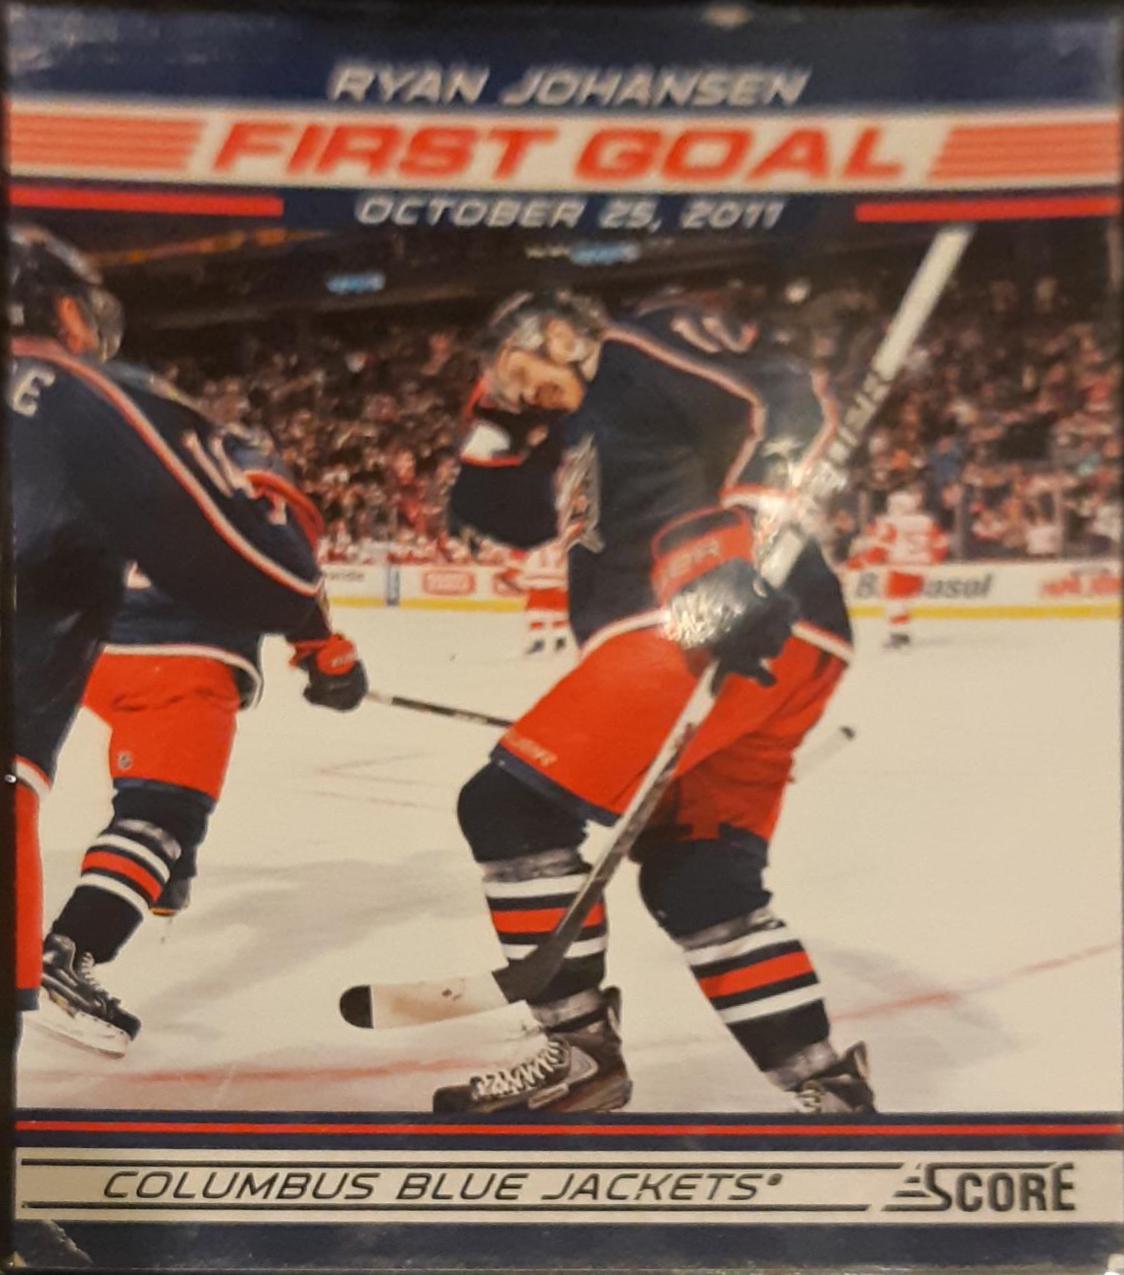 RYAN JOHANSEN
FIRST GOAL
OCTOBER 25, 2011
COLUMBUS BLUE JACKETS®
SCORE